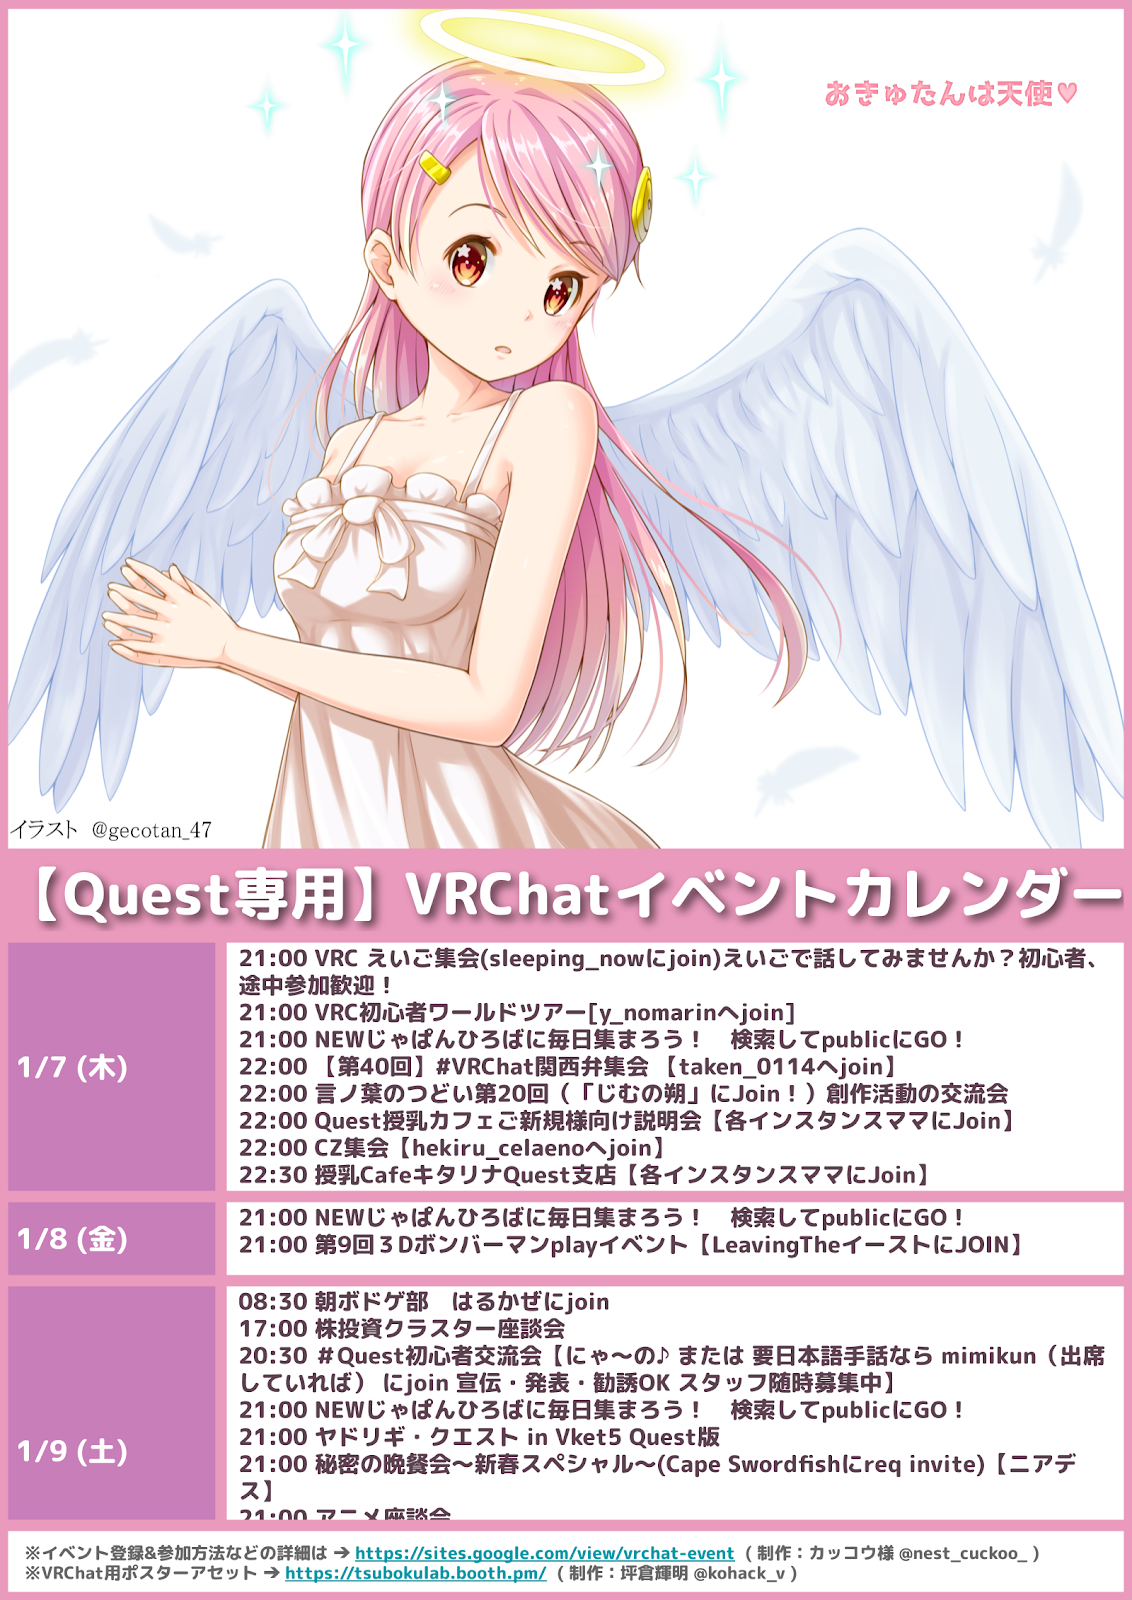 おきゅたんは天使♥
イラスト @gecotan_47
【Quest専用】VRChatイベントカレンダー
1/7 (木)
21:00 VRC えいご集会(sleeping_nowにjoin)えいごで話してみませんか？初心者、
途中参加歓迎！
21:00 VRC初心者ワールドツアー[y_nomarinへjoin]
21:00 NEWじゃぱんひろばに毎日集まろう！　検索してpublicにGO！
22:00 【第40回】#VRChat関西弁集会 【taken_0114へjoin】
22:00 言ノ葉のつどい第20回（「じむの朔」にJoin！）創作活動の交流会
22:00 Quest授乳カフェご新規様向け説明会【各インスタンスママにJoin】
22:00 CZ集会【hekiru_celaenoへjoin】
22:30 授乳CafeキタリナQuest支店【各インスタンスママにJoin】
1/8 (金)
21:00 NEWじゃぱんひろばに毎日集まろう！　検索してpublicにGO！
21:00 第9回３Dボンバーマンplayイベント【LeavingTheイーストにJOIN】
1/9 (土)
08:30 朝ボドゲ部　はるかぜにjoin
17:00 株投資クラスター座談会
20:30 ＃Quest初心者交流会【にゃ～の♪ または 要日本語手話なら mimikun（出席
していれば） にjoin 宣伝・発表・勧誘OK スタッフ随時募集中】
21:00 NEWじゃぱんひろばに毎日集まろう！　検索してpublicにGO！
21:00 ヤドリギ・クエスト in Vket5 Quest版
21:00 秘密の晩餐会～新春スペシャル～(Cape Swordfishにreq invite)【ニアデ
ス】
21:00 アニメ座談会
※イベント登録&参加方法などの詳細は → https://sites.google.com/view/vrchat-event （ 制作：カッコウ様 @nest_cuckoo_ ）
※VRChat用ポスターアセット → https://tsubokulab.booth.pm/ （ 制作：坪倉輝明 @kohack_v ）